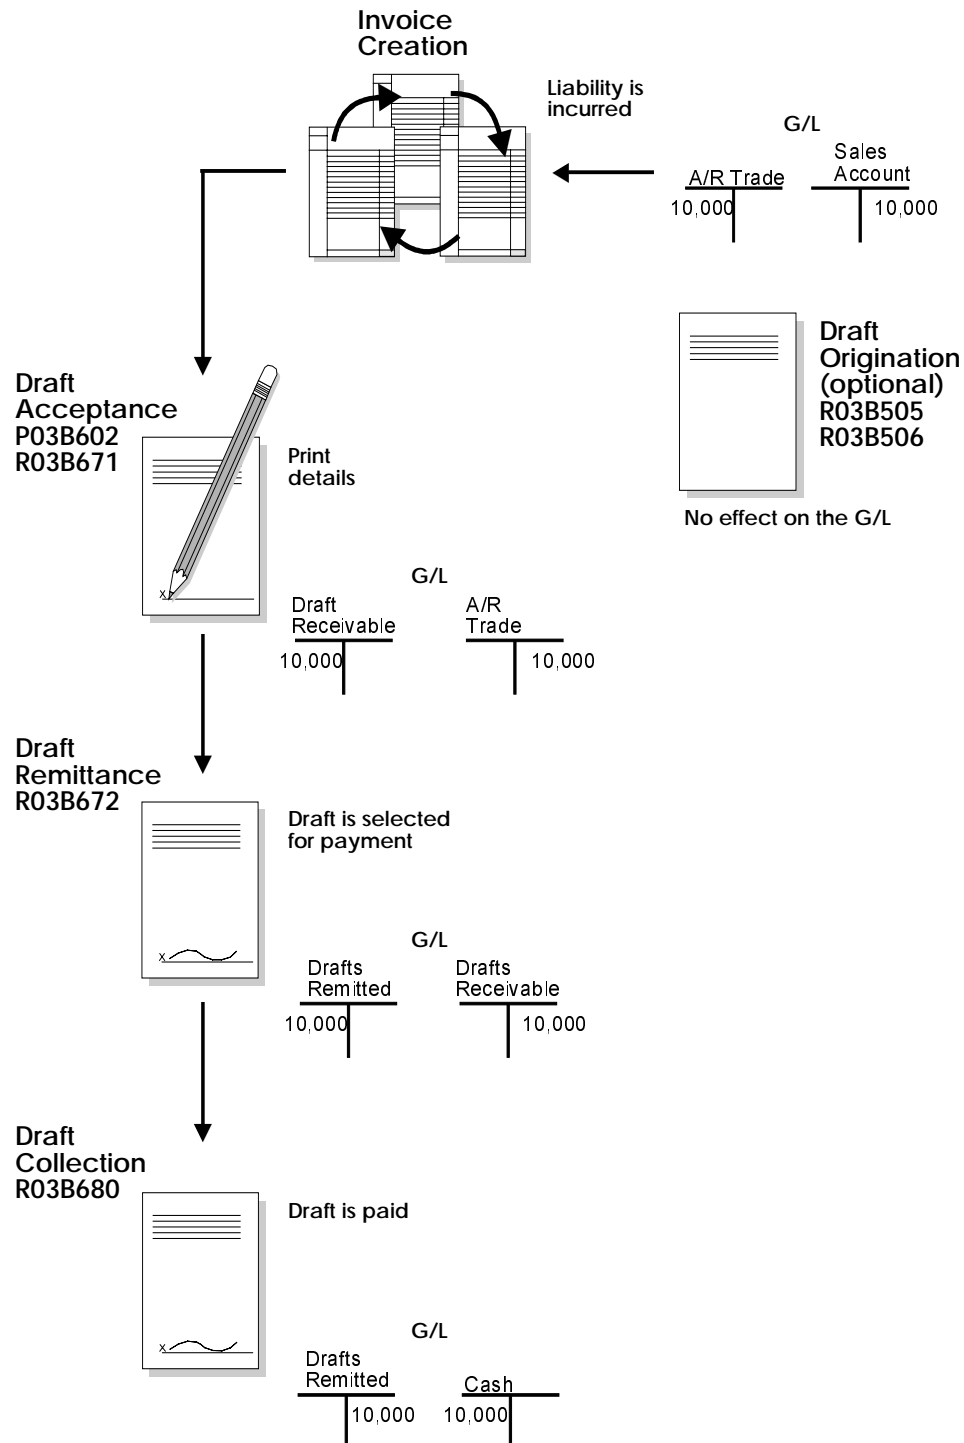 Invoice
Creation
Liability is
incurred
G/L
A/R Trade
Sales
Account
10,000
10,000
Draft
Origination
(optional)
R03B505
R03B506
No effect on the G/L
Draft
Acceptance
P03B602
R03B671
Print
details
x
G/L
Draft
Receivable
A/R
Trade
10,000
10,000
Draft
Remittance
R03B672
Draft is selected
for payment
x
G/L
Drafts
Remitted
Drafts
Receivable
10,000
10,000
Draft
Collection
R03B680
Draft is paid
x
G/L
Drafts
Remitted
Cash
10,000
10,000